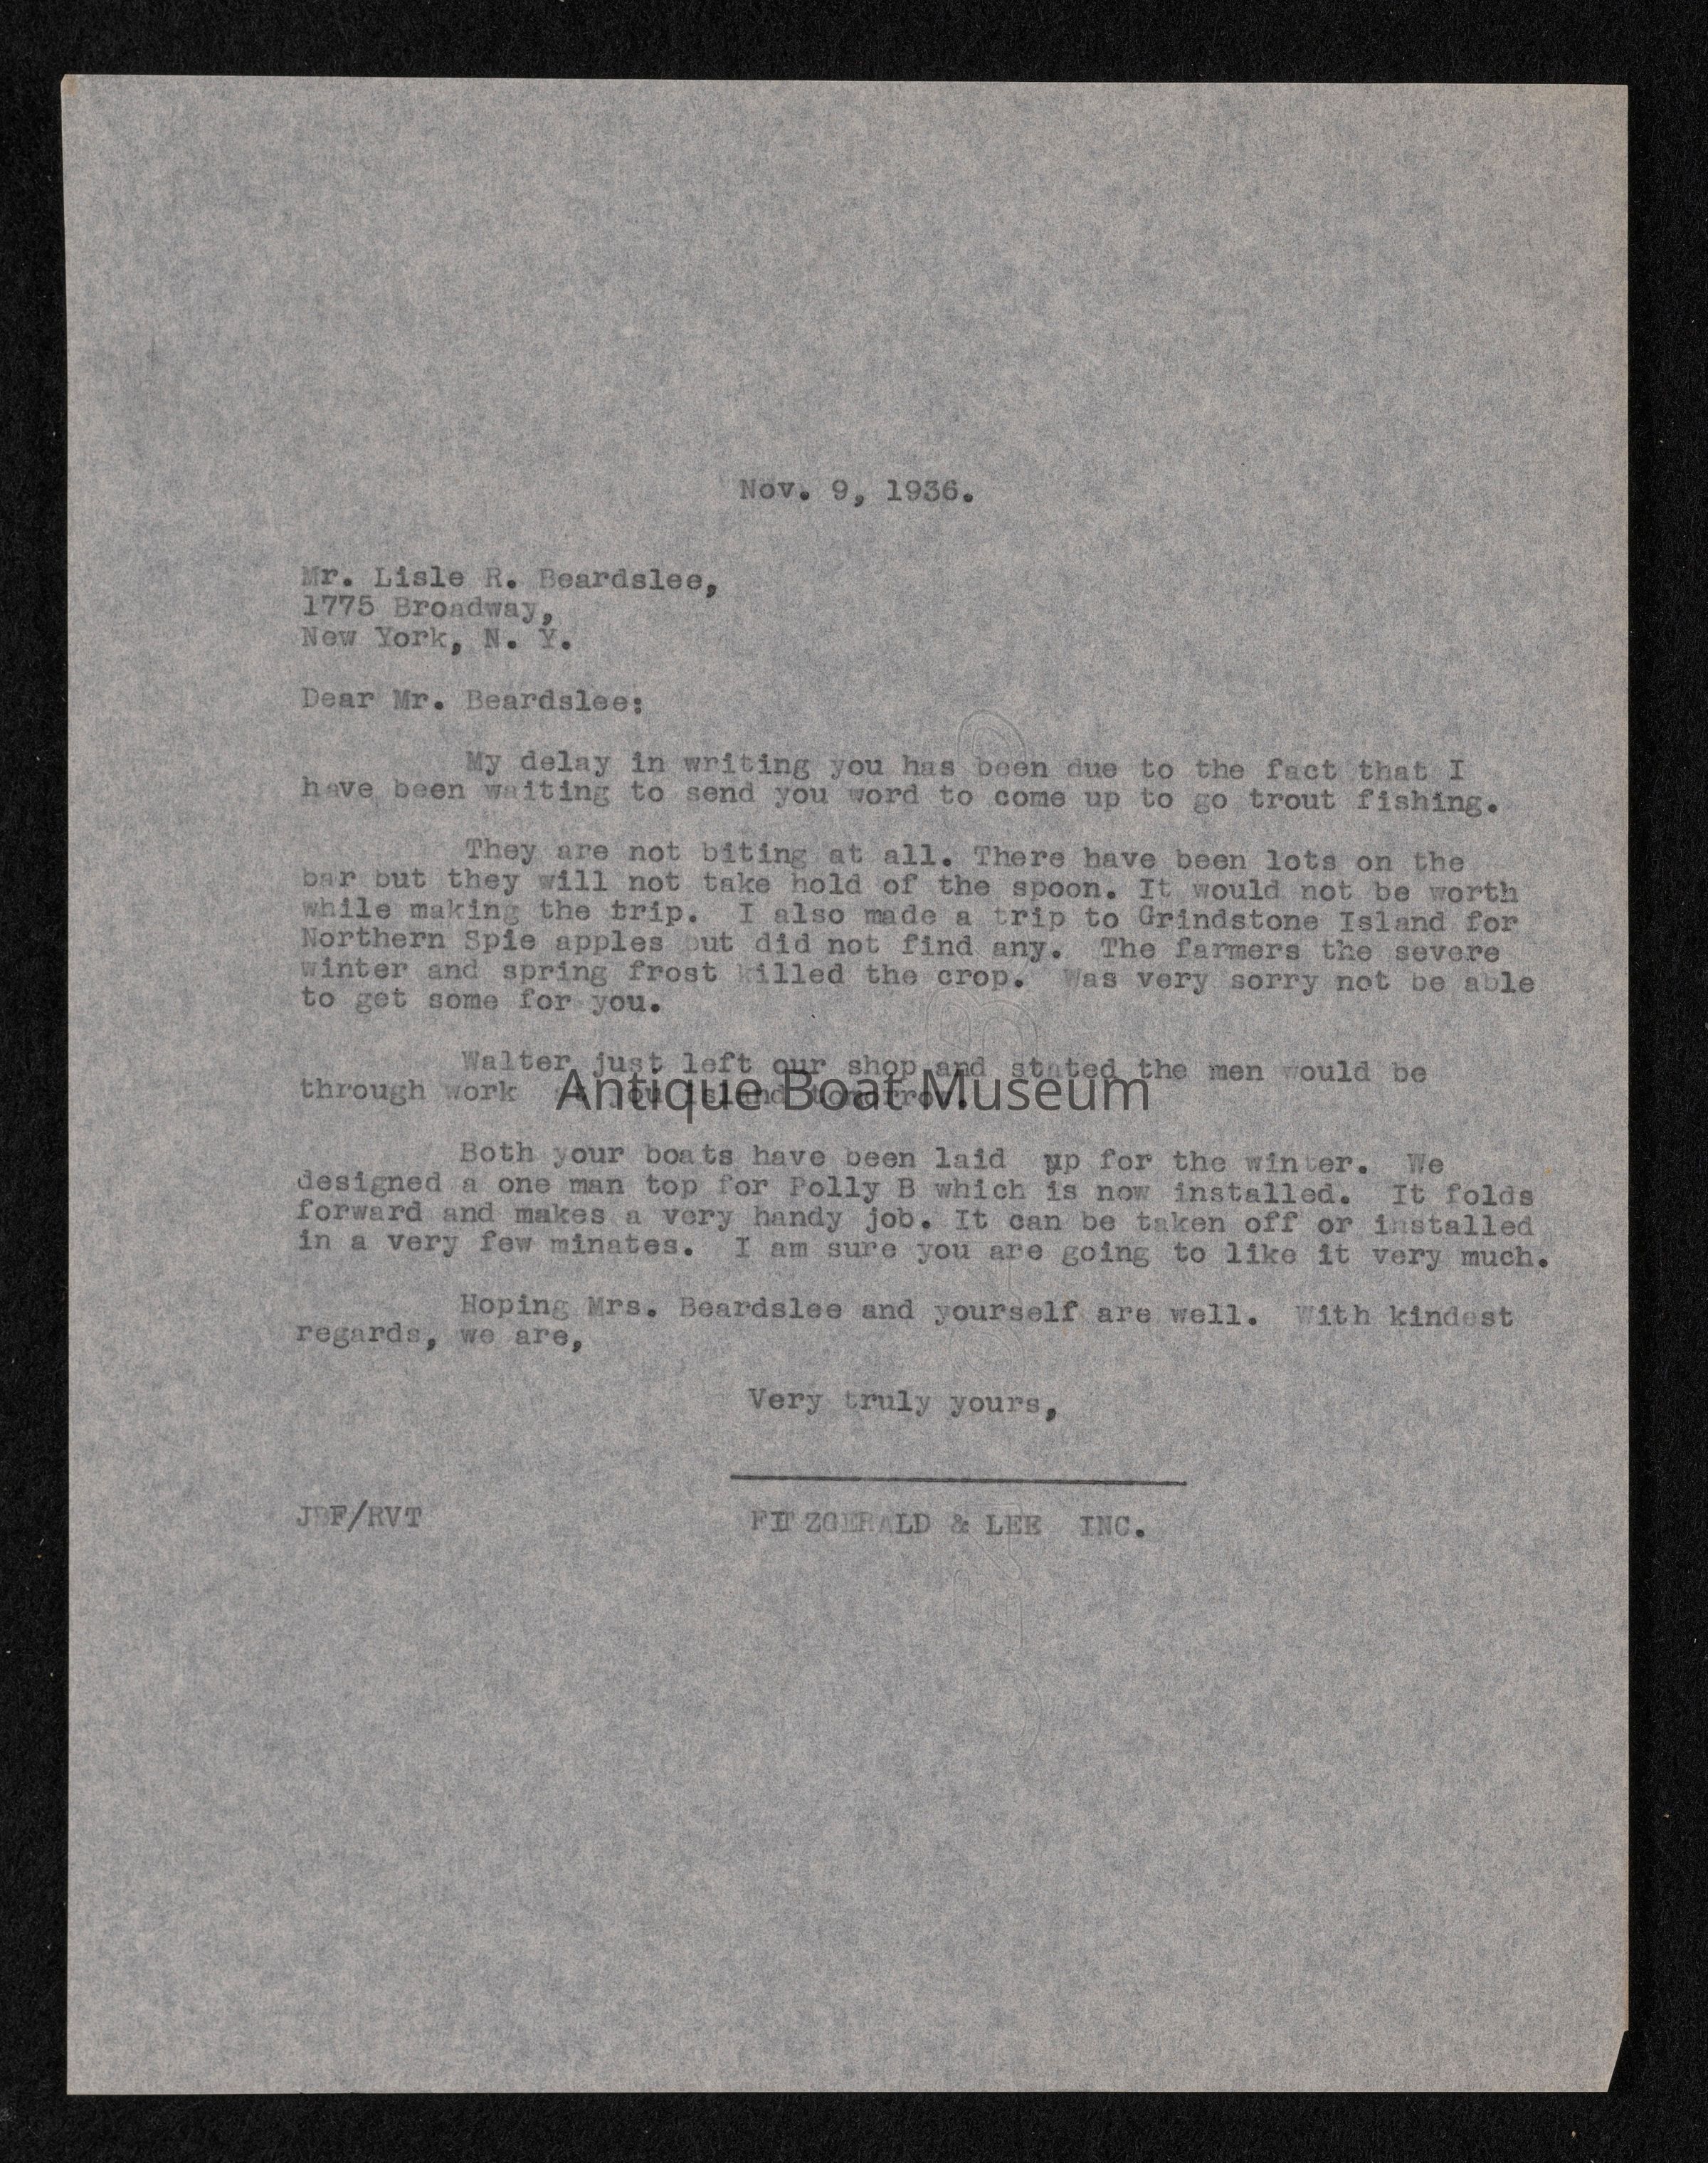 Nov. 9, 1936.
Mr. Lisle R. Beardslee,
1775 Broadway,
New York, N. Y.
Dear Mr. Beardslee:
My delay in writing you has been due to the fact that I
have been waiting to send you word to come up to go trout fishing.
They are not biting at all. There have been lots on the
bar but they will not take hold of the spoon. It would not be worth
while making the trip. I also made a trip to Grindstone Island for
Northern Spie apples but did not find any. The farmers the severe
winter and spring frost killed the crop. Was very sorry not be able
to get some for you.
Walter just left our shop and stated the men would be
through work at you island tomorrow.
Antique Boat Museum
Both your boats have been laid up for the winter. We
designed a one man top for Polly B which is now installed. It folds
forward and makes a very handy job. It can be taken off or installed
in a very few minates. I am sure you are going to like it very much.
Hoping Mrs. Beardslee and yourself are well. With kindest
regards, we are,
Very truly yours,
FITZGERALD & LEE INC.